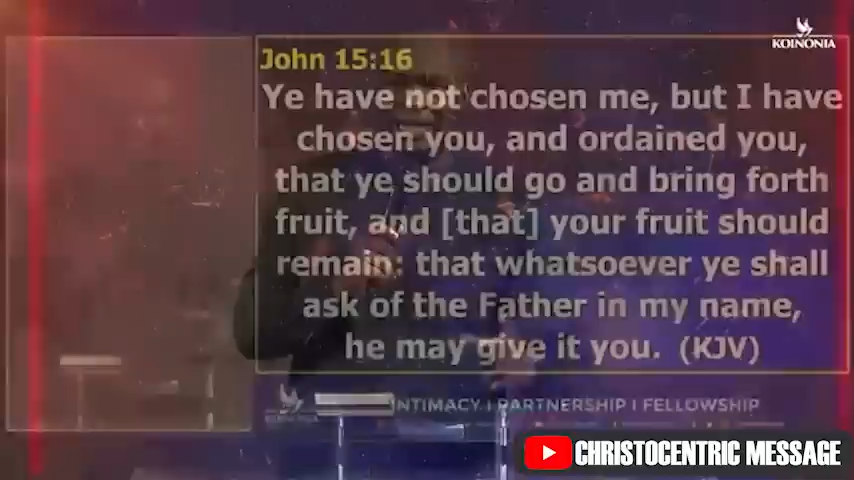 KOINONIA
John 15:16
Ye have not chosen me, but I have
chosen you, and ordained you,
that ye should go and bring forth
fruit, and [that] your fruit should
remain: that whatsoever ye shall
ask of the Father in my name,
he may give it you. (KJV)
KOINONIA
NTIMACY I PARTNERSHIP I FELLOWSHIP
CHRISTOCENTRIC MESSAGE